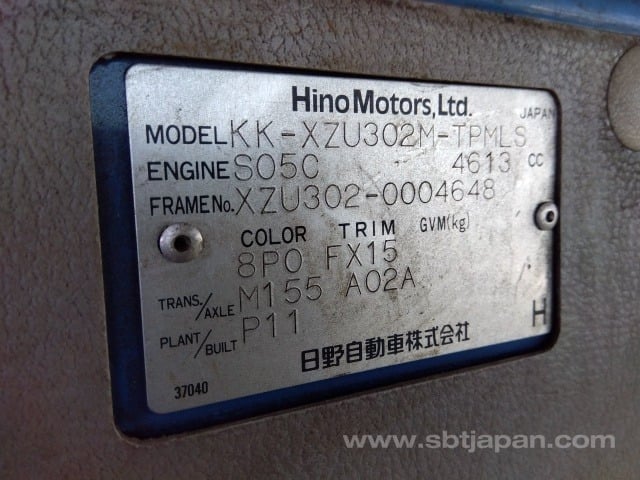 Hino Motors, Ltd.
JAPAN
MODEL KK-XZU302M-TPMLS
ENGINE S05C 4613 CC
FRAME No. XZU302-0004648
COLOR TRIM GVM(kg)
8P0 FX15
TRANS./AXLE M155 A02A
PLANT/BUILT P11
日野自動車株式会社
H
37040
www.sbtjapan.com